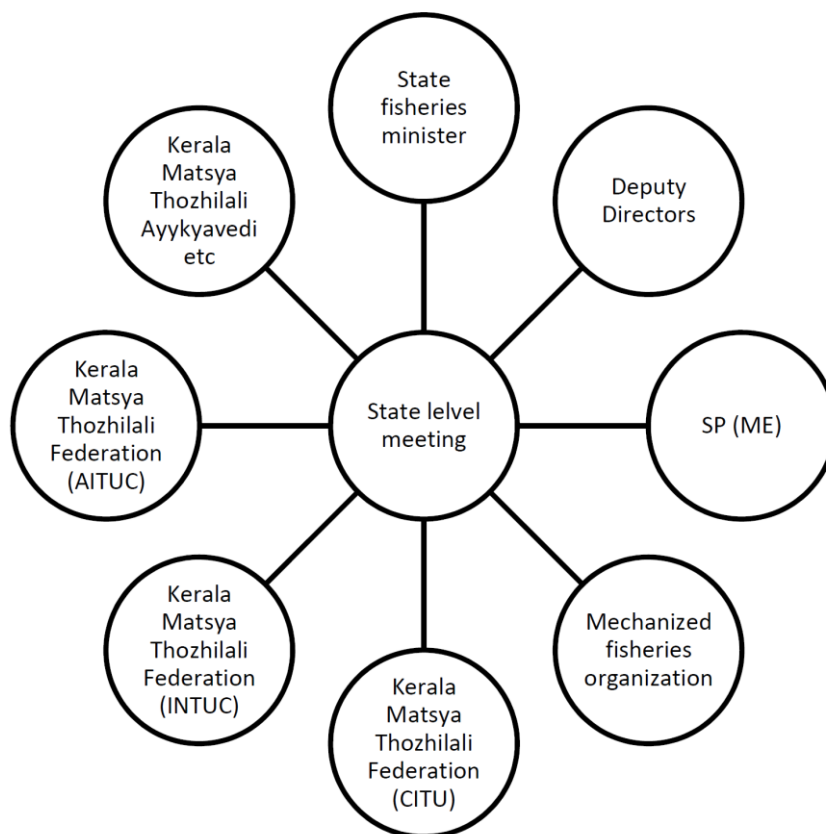 State
fisheries
minister
Deputy
Directors
SP (ME)
Mechanized
fisheries
organization
Kerala
Matsya
Thozhilali
Federation
(CITU)
Kerala
Matsya
Thozhilali
Federation
(INTUC)
Kerala
Matsya
Thozhilali
Federation
(AITUC)
Kerala
Matsya
Thozhilali
Ayykyavedi
etc
State lelvel
meeting